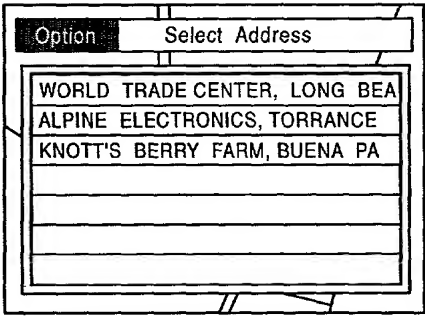 Option Select Address
WORLD TRADE CENTER, LONG BEA
ALPINE ELECTRONICS, TORRANCE
KNOTT'S BERRY FARM, BUENA PA